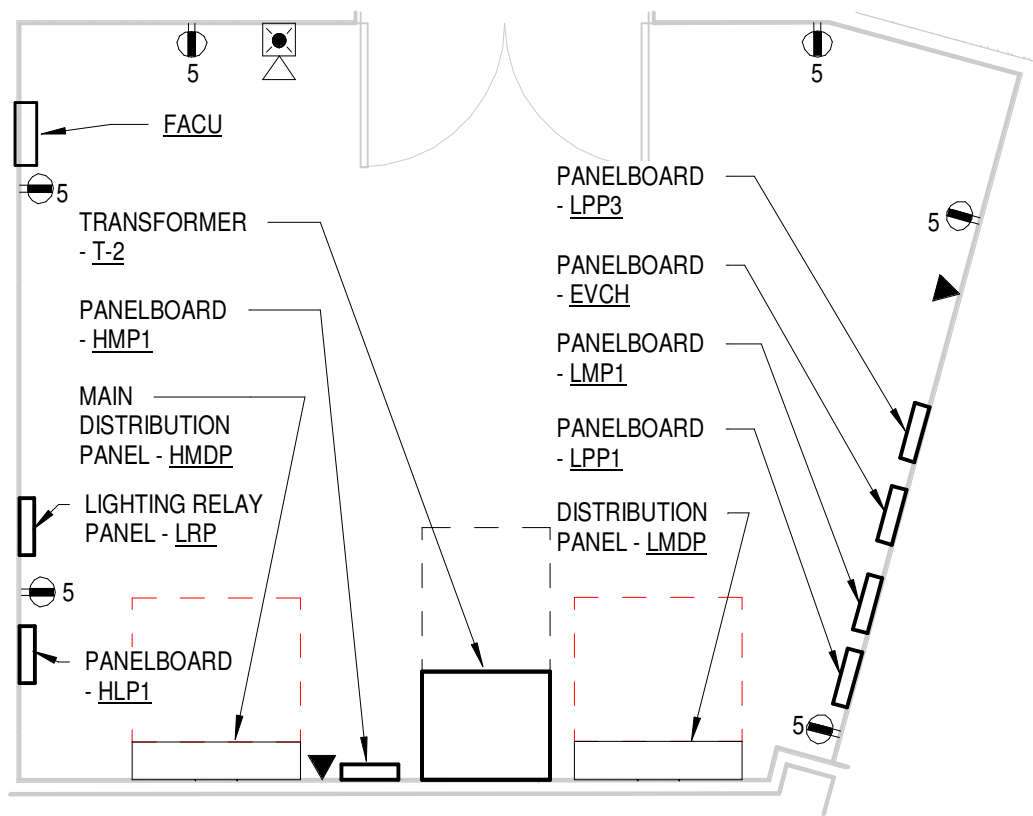 5
5
FACU
5
TRANSFORMER
- T-2
PANELBOARD
- HMP1
MAIN
DISTRIBUTION
PANEL - HMDP
LIGHTING RELAY
PANEL - LRP
5
PANELBOARD
- HLP1
PANELBOARD
- LPP3
5
PANELBOARD
- EVCH
PANELBOARD
- LMP1
PANELBOARD
- LPP1
DISTRIBUTION
PANEL - LMDP
5